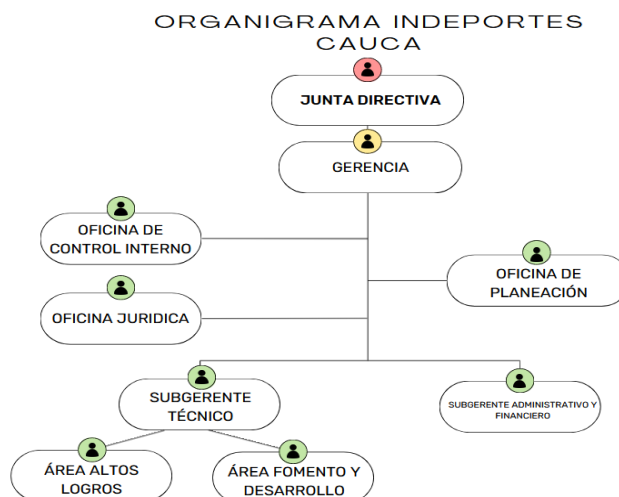 ORGANIGRAMA INDEPORTES
CAUCA
JUNTA DIRECTIVA
GERENCIA
OFICINA DE
CONTROL INTERNO
OFICINA DE
PLANEACIÓN
OFICINA JURIDICA
SUBGERENTE
TÉCNICO
SUBGERENTE ADMINISTRATIVO Y
FINANCIERO
ÁREA ALTOS
LOGROS
ÁREA FOMENTO Y
DESARROLLO